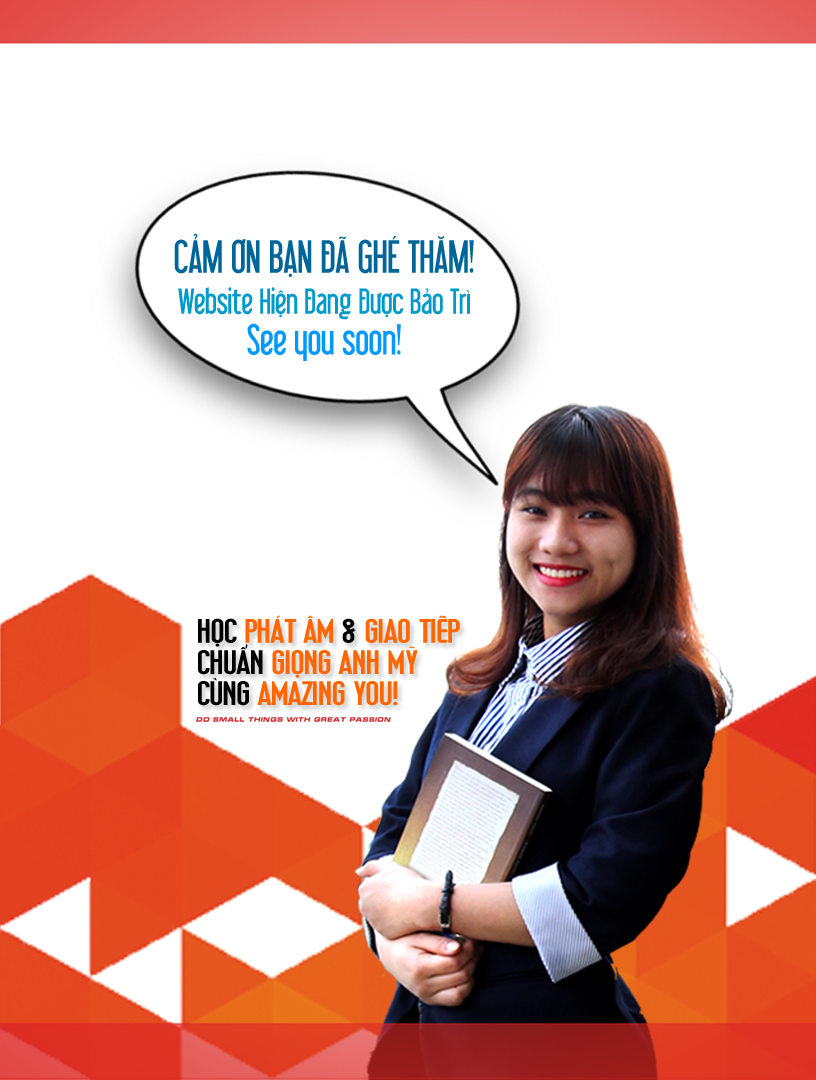 CẢM ƠN BẠN ĐÃ GHÉ THĂM!
Website Hiện Đang Được Bảo Trì
See you soon!
HỌC PHÁT ÂM & GIAO TIẾP
CHUẨN GIỌNG ANH MỸ
CÙNG AMAZING YOU!
DO SMALL THINGS WITH GREAT PASSION